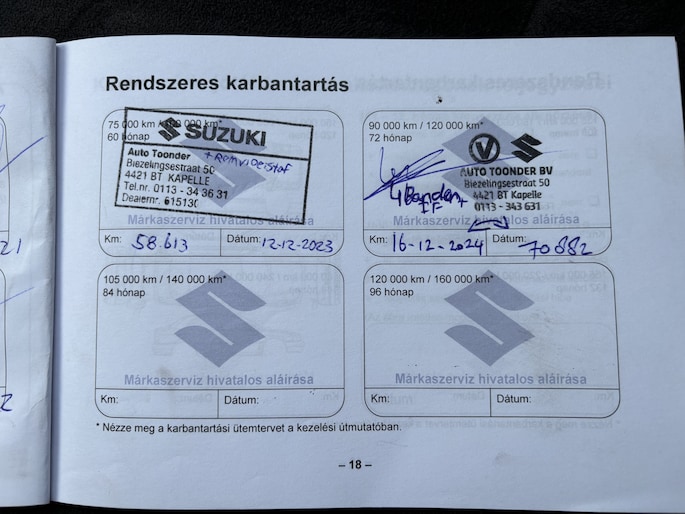 Rendszeres karbantartás
75 000 km /
km*
60 hónap
SUZUKI
Auto Toonder
Biezelingsestraat 50
4421 BT KAPELLE
Tel.nr. 0113 - 34 36 31
Dealernr. 615130
+ Remvloeistof
Márkaszerviz hivatalos aláírása
Km: 58.613
Dátum: 12-12-2023
90 000 km / 120 000 km*
72 hónap
AUTO TOONDER BV
Biezelingsestraat 50
4421 BT Kapelle
0113 - 343 631
4 Banden
Márkaszerviz hivatalos aláírása
Km: 16-12-2024
Dátum: 70882
105 000 km / 140 000 km*
84 hónap
Márkaszerviz hivatalos aláírása
Km:
Dátum:
120 000 km / 160 000 km*
96 hónap
Márkaszerviz hivatalos aláírása
Km:
Dátum:
* Nézze meg a karbantartási ütemtervet a kezelési útmutatóban.
– 18 –
21
2